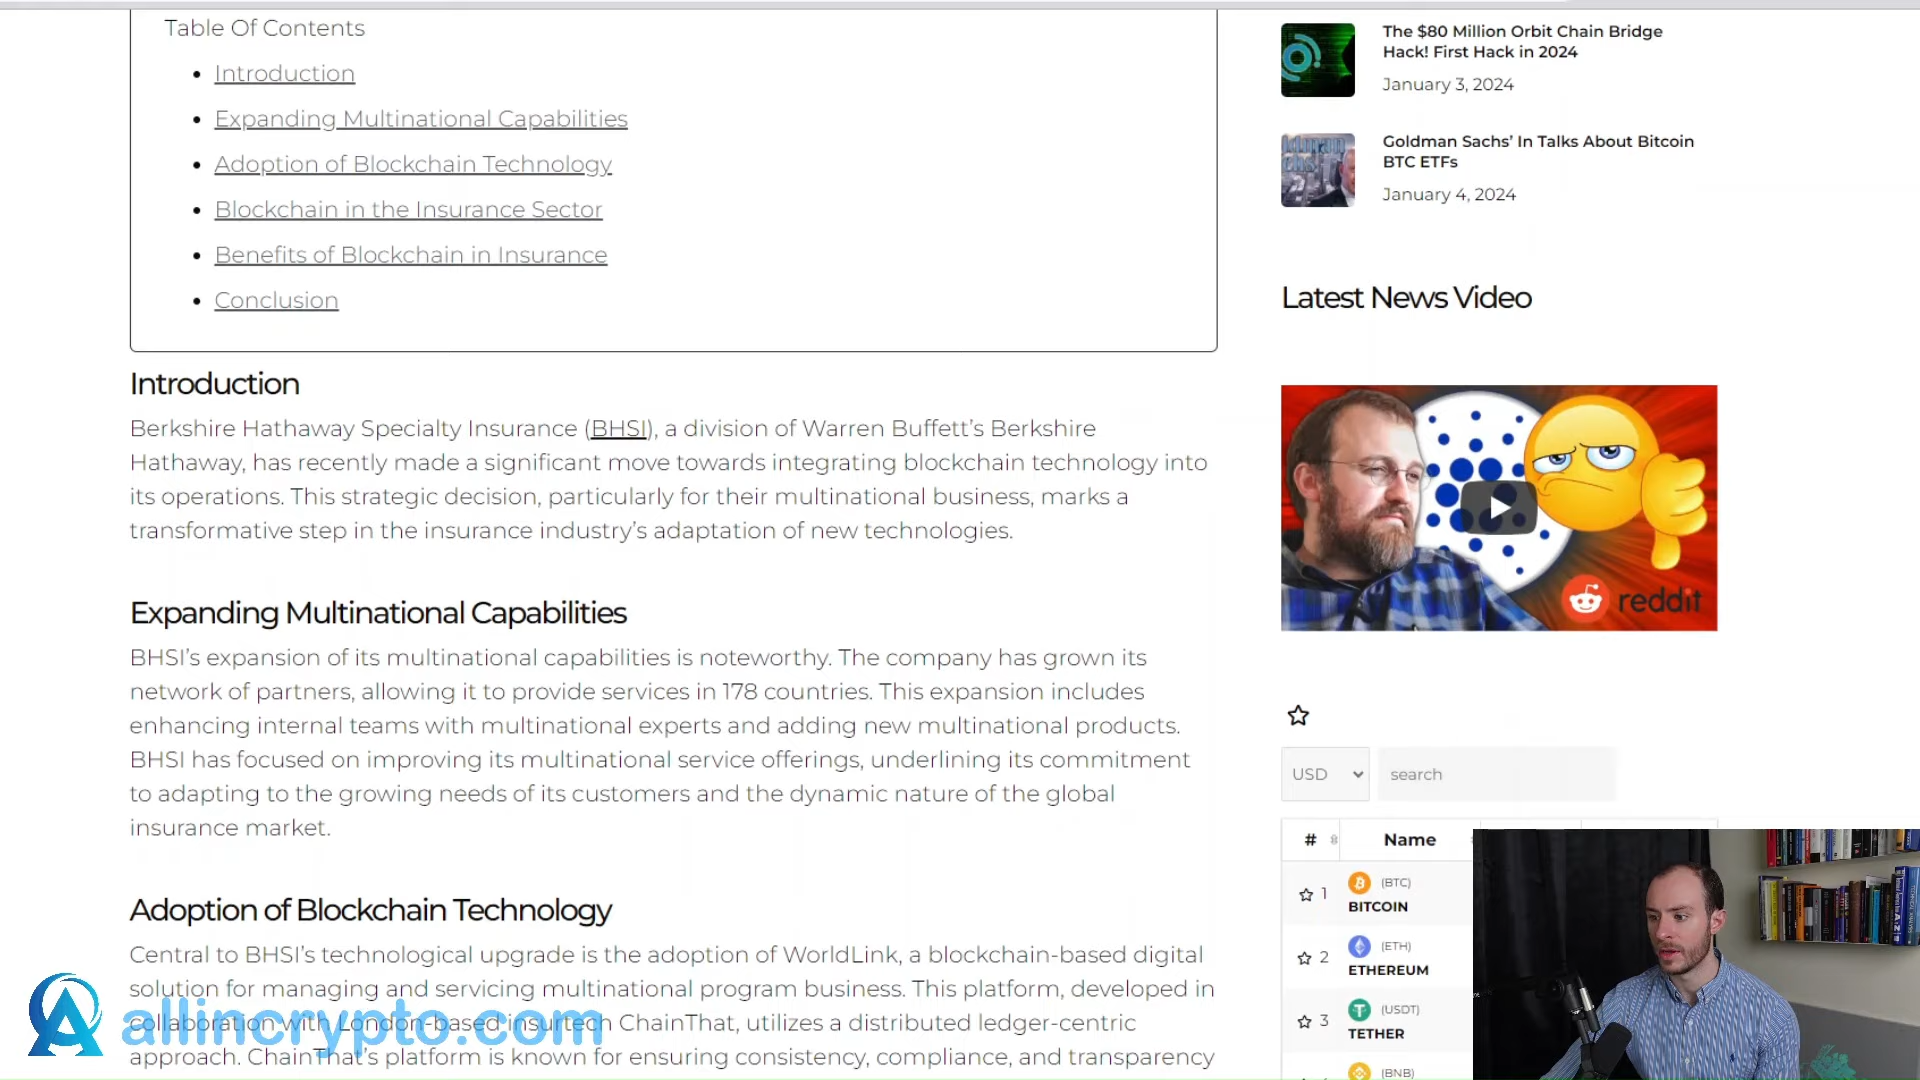 Table Of Contents
Introduction
Expanding Multinational Capabilities
Adoption of Blockchain Technology
Blockchain in the Insurance Sector
Benefits of Blockchain in Insurance
Conclusion
Introduction
Berkshire Hathaway Specialty Insurance (BHSI), a division of Warren Buffett’s Berkshire
Hathaway, has recently made a significant move towards integrating blockchain technology into
its operations. This strategic decision, particularly for their multinational business, marks a
transformative step in the insurance industry’s adaptation of new technologies.
Expanding Multinational Capabilities
BHSI’s expansion of its multinational capabilities is noteworthy. The company has grown its
network of partners, allowing it to provide services in 178 countries. This expansion includes
enhancing internal teams with multinational experts and adding new multinational products.
BHSI has focused on improving its multinational service offerings, underlining its commitment
to adapting to the growing needs of its customers and the dynamic nature of the global
insurance market.
Adoption of Blockchain Technology
Central to BHSI’s technological upgrade is the adoption of WorldLink, a blockchain-based digital
solution for managing and servicing multinational program business. This platform, developed in
collaboration with London-based insurtech ChainThat, utilizes a distributed ledger-centric
approach. ChainThat’s platform is known for ensuring consistency, compliance, and transparency
allincrypto.com
The $80 Million Orbit Chain Bridge
Hack! First Hack in 2024
January 3, 2024
Goldman Sachs’ In Talks About Bitcoin
BTC ETFs
January 4, 2024
Latest News Video
reddit
USD
search
# Name
1 (BTC)
BITCOIN
2 (ETH)
ETHEREUM
3 (USDT)
TETHER
(BNB)